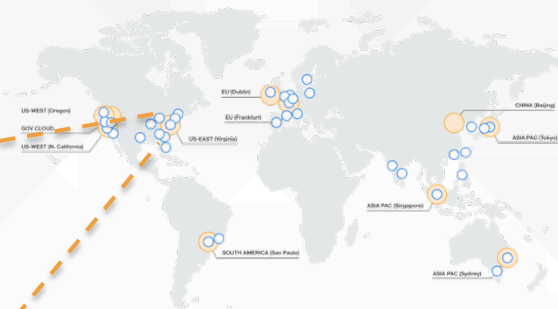 US-WEST (Oregon)
GOV CLOUD
US-WEST (N. California)
US-EAST (Virginia)
EU (Dublin)
EU (Frankfurt)
SOUTH AMERICA (Sao Paulo)
CHINA (Beijing)
ASIA PAC (Tokyo)
ASIA PAC (Singapore)
ASIA PAC (Sydney)